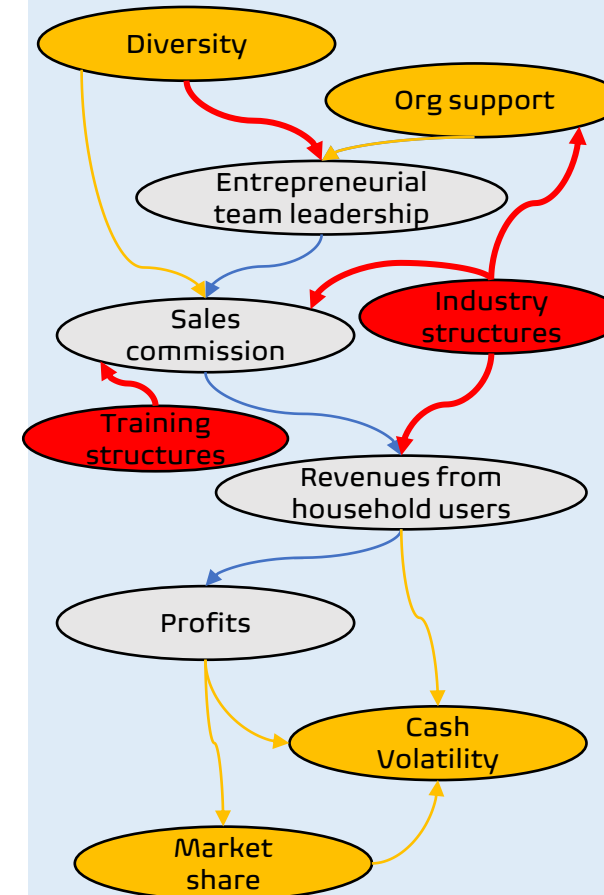 Diversity
Org support
Entrepreneurial
team leadership
Industry
structures
Sales
commission
Training
structures
Revenues from
household users
Profits
Cash
Volatility
Market
share